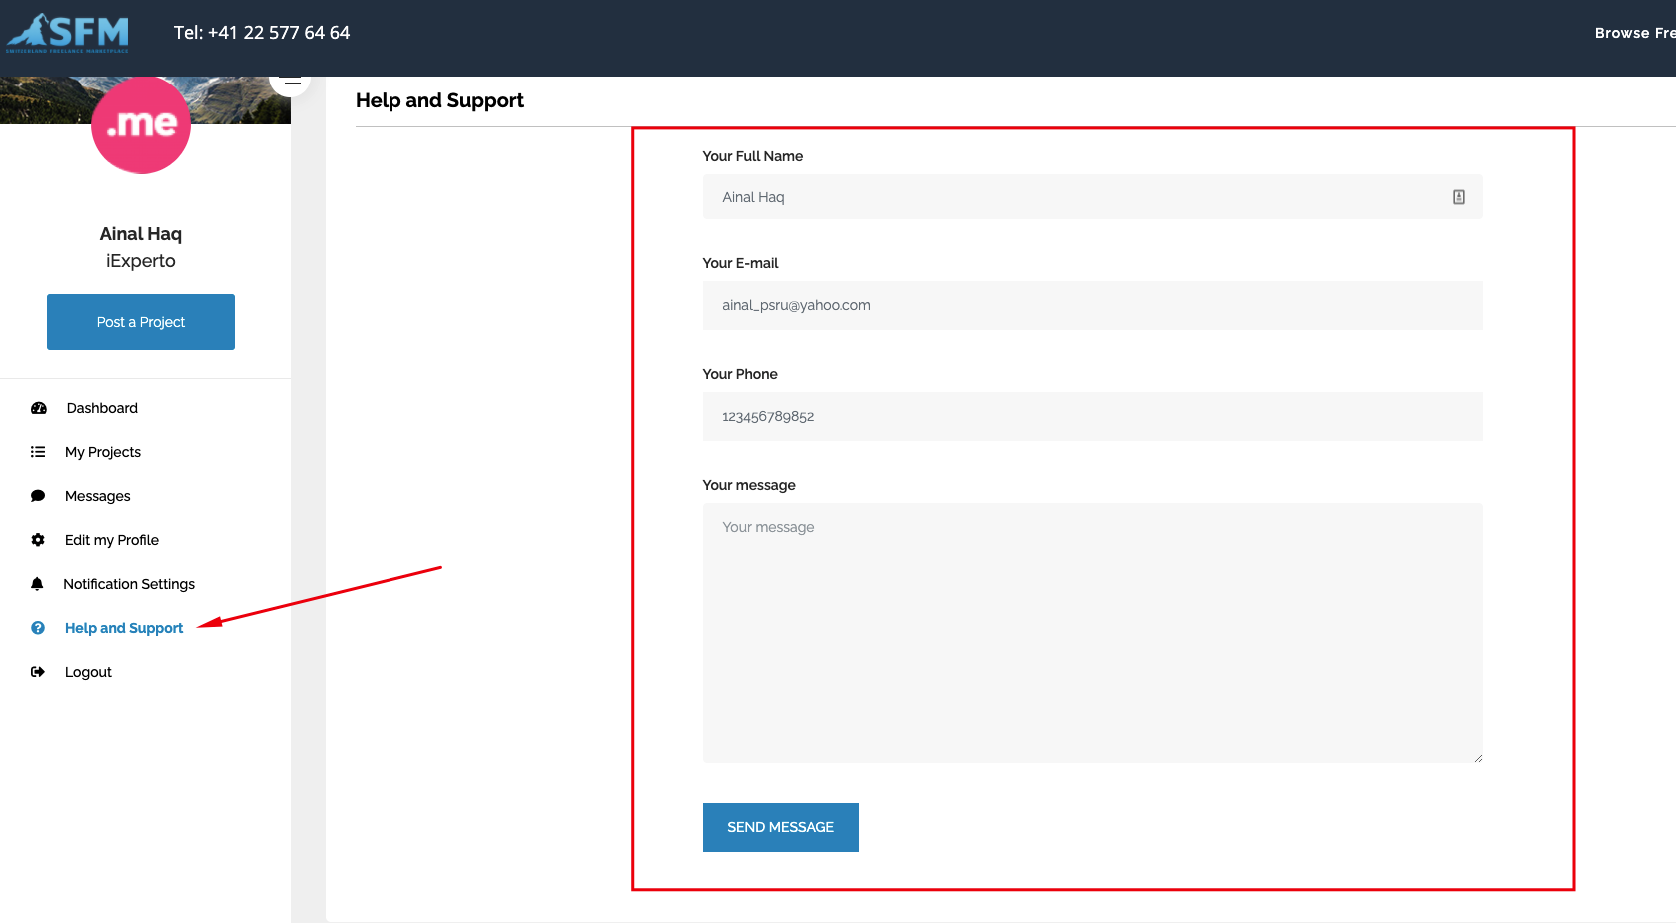 SFM
SWITZERLAND FREELANCE MARKETPLACE
Tel: +41 22 577 64 64
Browse Fre
.me
Ainal Haq
iExperto
Post a Project
Dashboard
My Projects
Messages
Edit my Profile
Notification Settings
Help and Support
Logout
Help and Support
Your Full Name
Ainal Haq
Your E-mail
ainal_psru@yahoo.com
Your Phone
123456789852
Your message
Your message
SEND MESSAGE